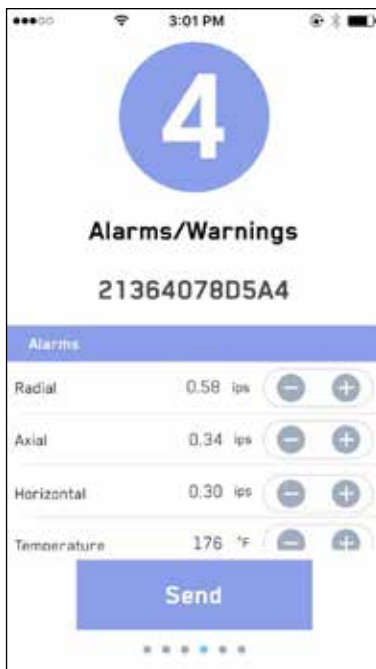 3:01 PM
4
Alarms/Warnings
21364078D5A4
Alarms
Radial 0.58 ips
Axial 0.34 ips
Horizontal 0.30 ips
Temperature 176 °F
Send